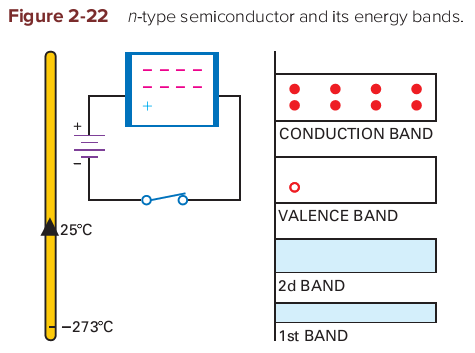 Figure 2-22 n-type semiconductor and its energy bands.
+
−
− − − −
− − − −
+
25°C
−273°C
CONDUCTION BAND
VALENCE BAND
2d BAND
1st BAND